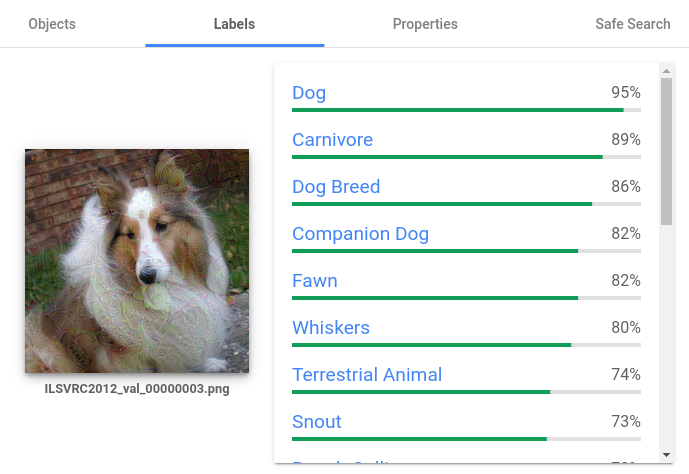 Objects Labels Properties Safe Search
Dog 95%
Carnivore 89%
Dog Breed 86%
Companion Dog 82%
Fawn 82%
Whiskers 80%
Terrestrial Animal 74%
Snout 73%
ILSVRC2012_val_00000003.png